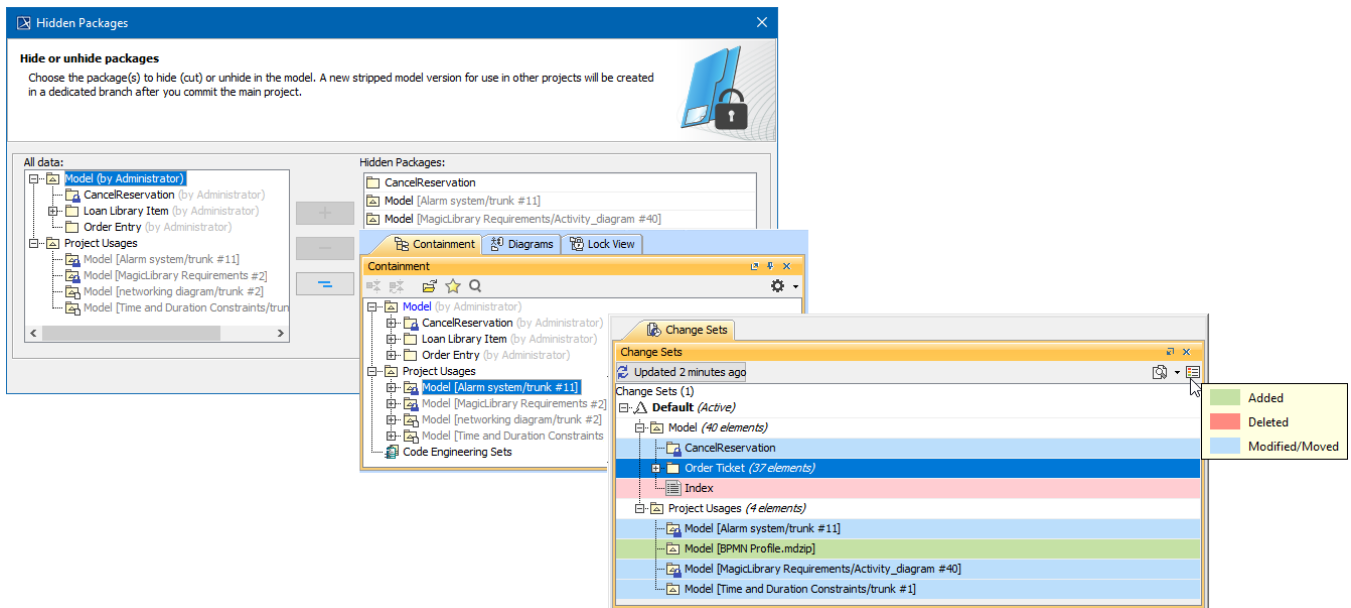 Hidden Packages
Hide or unhide packages
Choose the package(s) to hide (cut) or unhide in the model. A new stripped model version for use in other projects will be created
in a dedicated branch after you commit the main project.
All data:
Model (by Administrator)
CancelReservation (by Administrator)
Loan Library Item (by Administrator)
Order Entry (by Administrator)
Project Usages
Model [Alarm system/trunk #11]
Model [MagicLibrary Requirements #2]
Model [networking diagram/trunk #2]
Model [Time and Duration Constraints/trun
Hidden Packages:
CancelReservation
Model [Alarm system/trunk #11]
Model [MagicLibrary Requirements/Activity_diagram #40]
Containment
Diagrams
Lock View
Containment
Model (by Administrator)
CancelReservation (by Administrator)
Loan Library Item (by Administrator)
Order Entry (by Administrator)
Project Usages
Model [Alarm system/trunk #11]
Model [MagicLibrary Requirements #2]
Model [networking diagram/trunk #2]
Model [Time and Duration Constraints
Code Engineering Sets
Change Sets
Change Sets
Updated 2 minutes ago
Change Sets (1)
Default (Active)
Model (40 elements)
CancelReservation
Order Ticket (37 elements)
Index
Project Usages (4 elements)
Model [Alarm system/trunk #11]
Model [BPMN Profile.mdzip]
Model [MagicLibrary Requirements/Activity_diagram #40]
Model [Time and Duration Constraints/trunk #1]
Added
Deleted
Modified/Moved